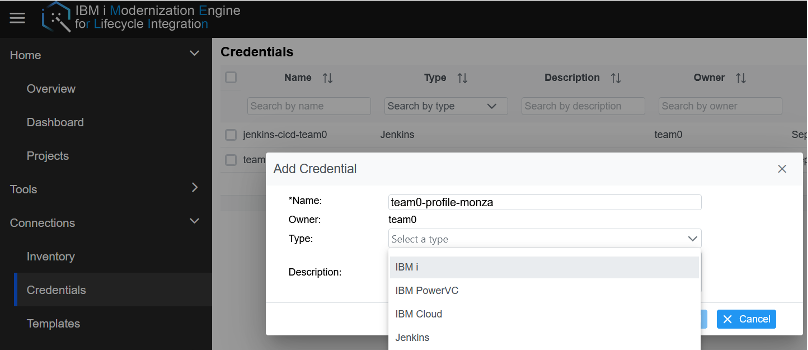 IBM i Modernization Engine
for Lifecycle Integration
Home
Overview
Dashboard
Projects
Tools
Connections
Inventory
Credentials
Templates
Credentials
Name Type Description Owner
Search by name Search by type Search by description Search by owner
jenkins-cicd-team0 Jenkins team0 Sep
team
Add Credential
*Name: team0-profile-monza
Owner: team0
Type: Select a type
Description:
IBM i
IBM PowerVC
IBM Cloud
Jenkins
Cancel